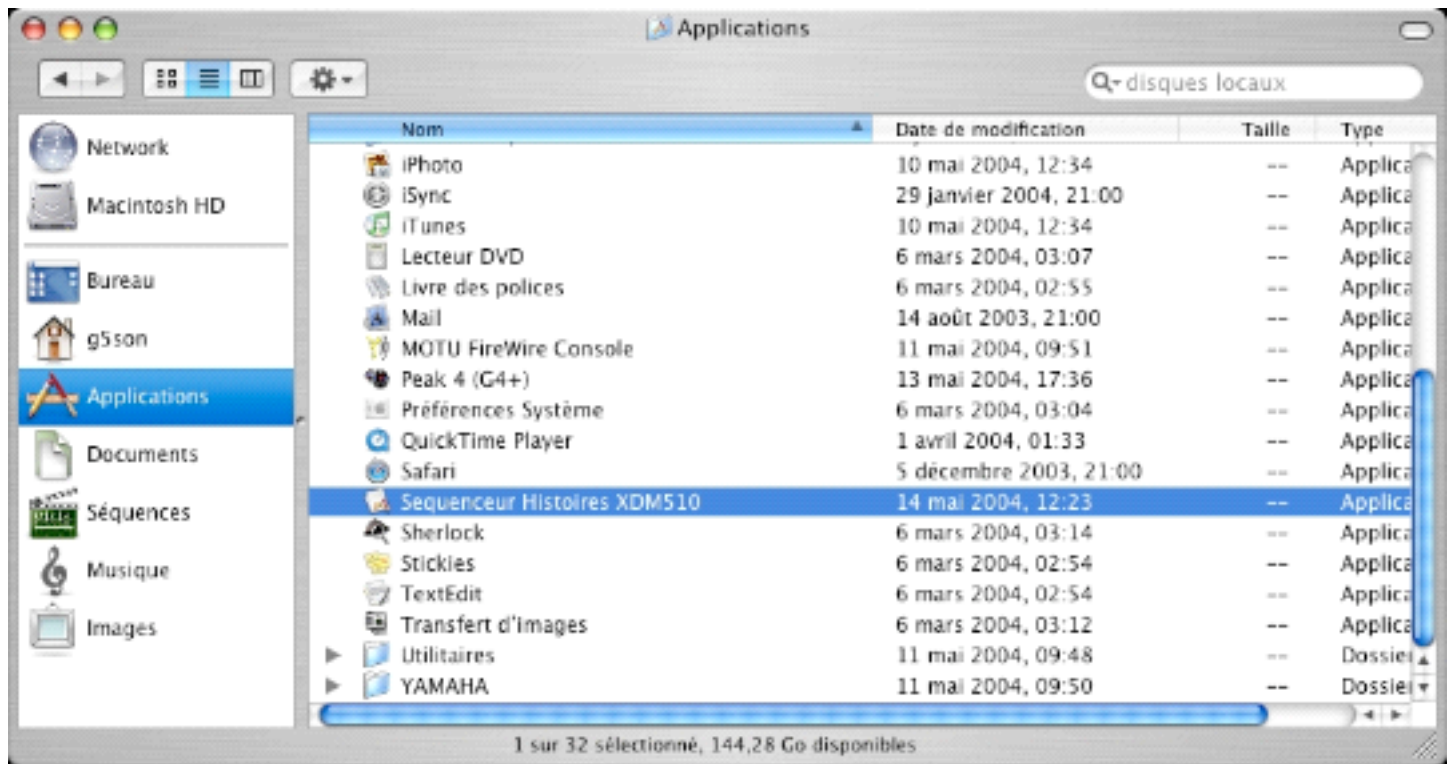 Applications
disques locaux
Network
Macintosh HD
Bureau
g5son
Applications
Documents
Séquences
Musique
Images
Nom Date de modification Taille Type
iPhoto 10 mai 2004, 12:34 -- Applica
iSync 29 janvier 2004, 21:00 -- Applica
iTunes 10 mai 2004, 12:34 -- Applica
Lecteur DVD 6 mars 2004, 03:07 -- Applica
Livre des polices 6 mars 2004, 02:55 -- Applica
Mail 14 août 2003, 21:00 -- Applica
MOTU FireWire Console 11 mai 2004, 09:51 -- Applica
Peak 4 (G4+) 13 mai 2004, 17:36 -- Applica
Préférences Système 6 mars 2004, 03:04 -- Applica
QuickTime Player 1 avril 2004, 01:33 -- Applica
Safari 5 décembre 2003, 21:00 -- Applica
Sequenceur Histoires XDM510 14 mai 2004, 12:23 -- Applica
Sherlock 6 mars 2004, 03:14 -- Applica
Stickies 6 mars 2004, 02:54 -- Applica
TextEdit 6 mars 2004, 02:54 -- Applica
Transfert d'images 6 mars 2004, 03:12 -- Applica
Utilitaires 11 mai 2004, 09:48 -- Dossier
YAMAHA 11 mai 2004, 09:50 -- Dossier
1 sur 32 sélectionné, 144,28 Go disponibles